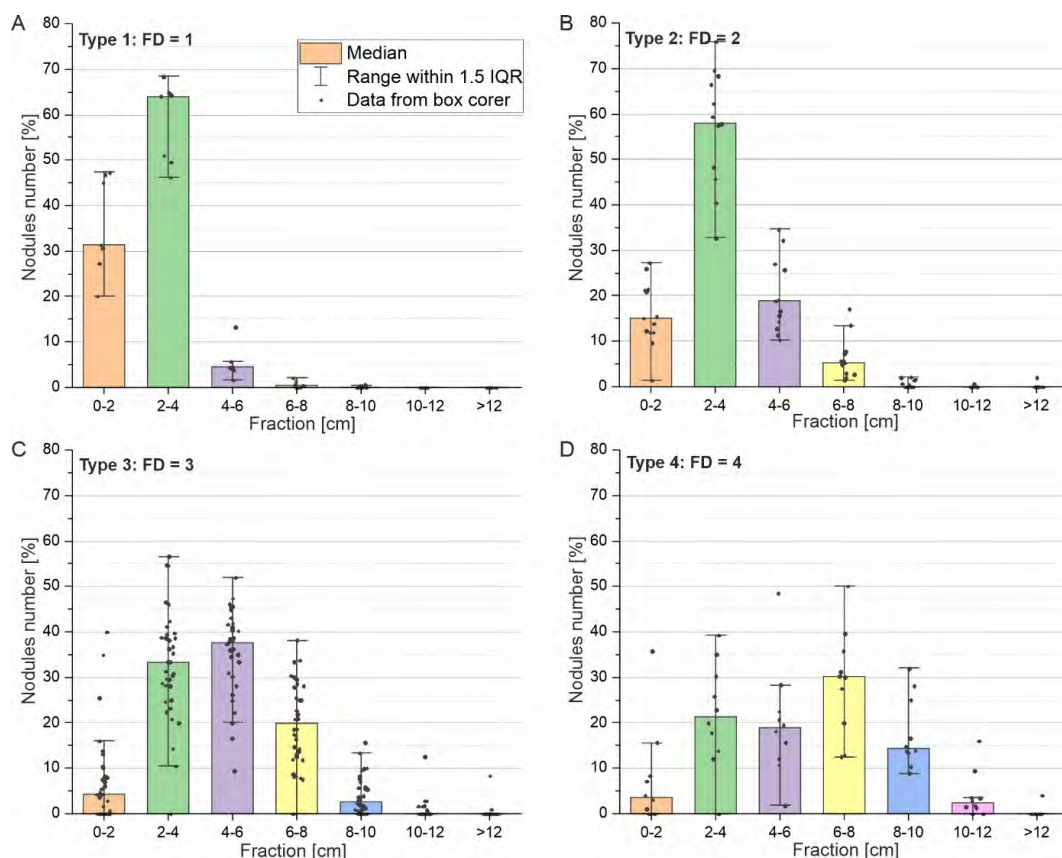 A
Type 1: FD = 1
Median
Range within 1.5 IQR
Data from box corer
Nodules number [%]
80
70
60
50
40
30
20
10
0
0-2 2-4 4-6 6-8 8-10 10-12 >12
Fraction [cm]
B
Type 2: FD = 2
Nodules number [%]
80
70
60
50
40
30
20
10
0
0-2 2-4 4-6 6-8 8-10 10-12 >12
Fraction [cm]
C
Type 3: FD = 3
Nodules number [%]
80
70
60
50
40
30
20
10
0
0-2 2-4 4-6 6-8 8-10 10-12 >12
Fraction [cm]
D
Type 4: FD = 4
Nodules number [%]
80
70
60
50
40
30
20
10
0
0-2 2-4 4-6 6-8 8-10 10-12 >12
Fraction [cm]